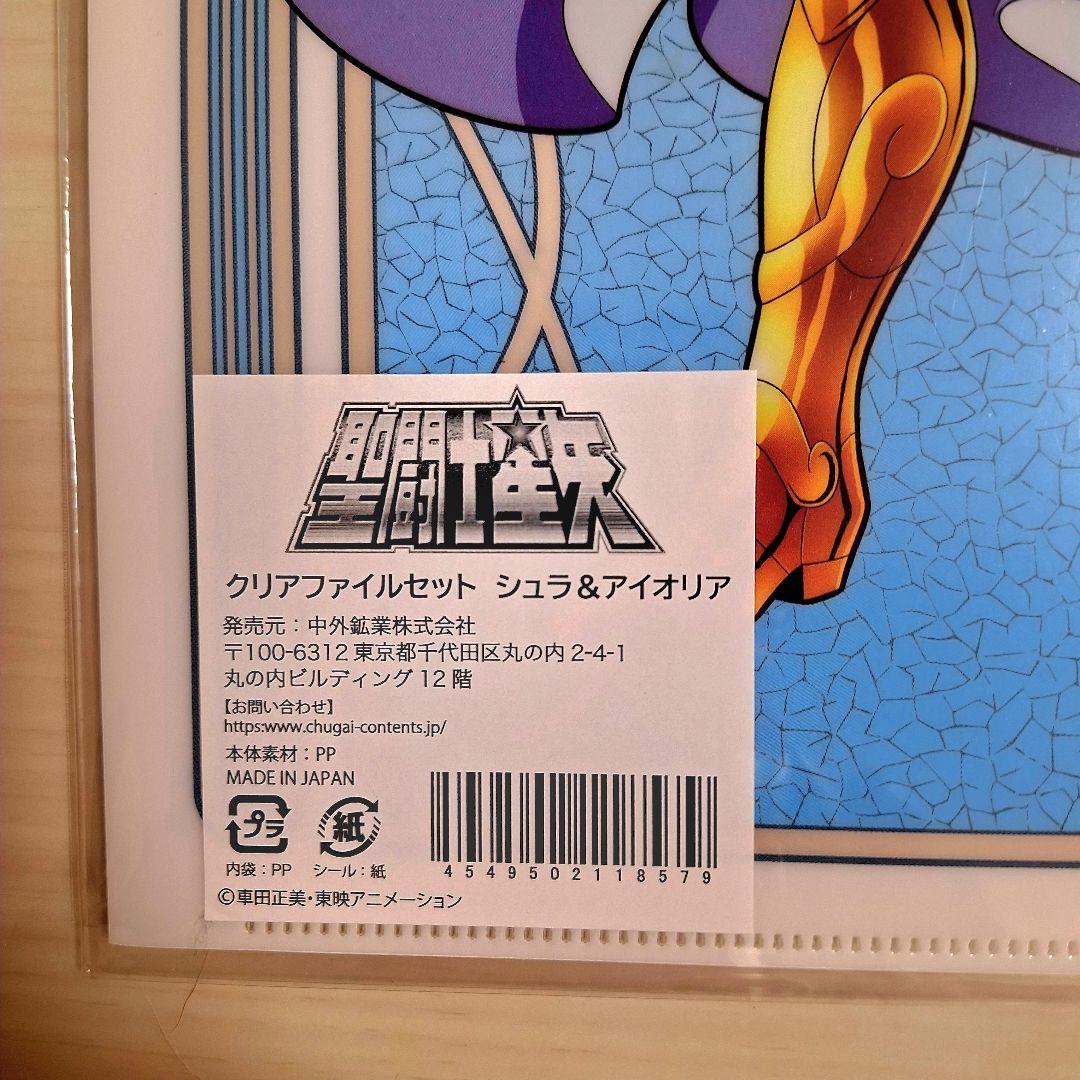 聖闘士星矢
クリアファイルセット シュラ＆アイオリア
発売元：中外鉱業株式会社
〒100-6312 東京都千代田区丸の内 2-4-1
丸の内ビルディング 12 階
【お問い合わせ】
https:www.chugai-contents.jp/
本体素材：PP
MADE IN JAPAN
プラ 紙
内袋：PP シール：紙
4549502118579
©車田正美・東映アニメーション